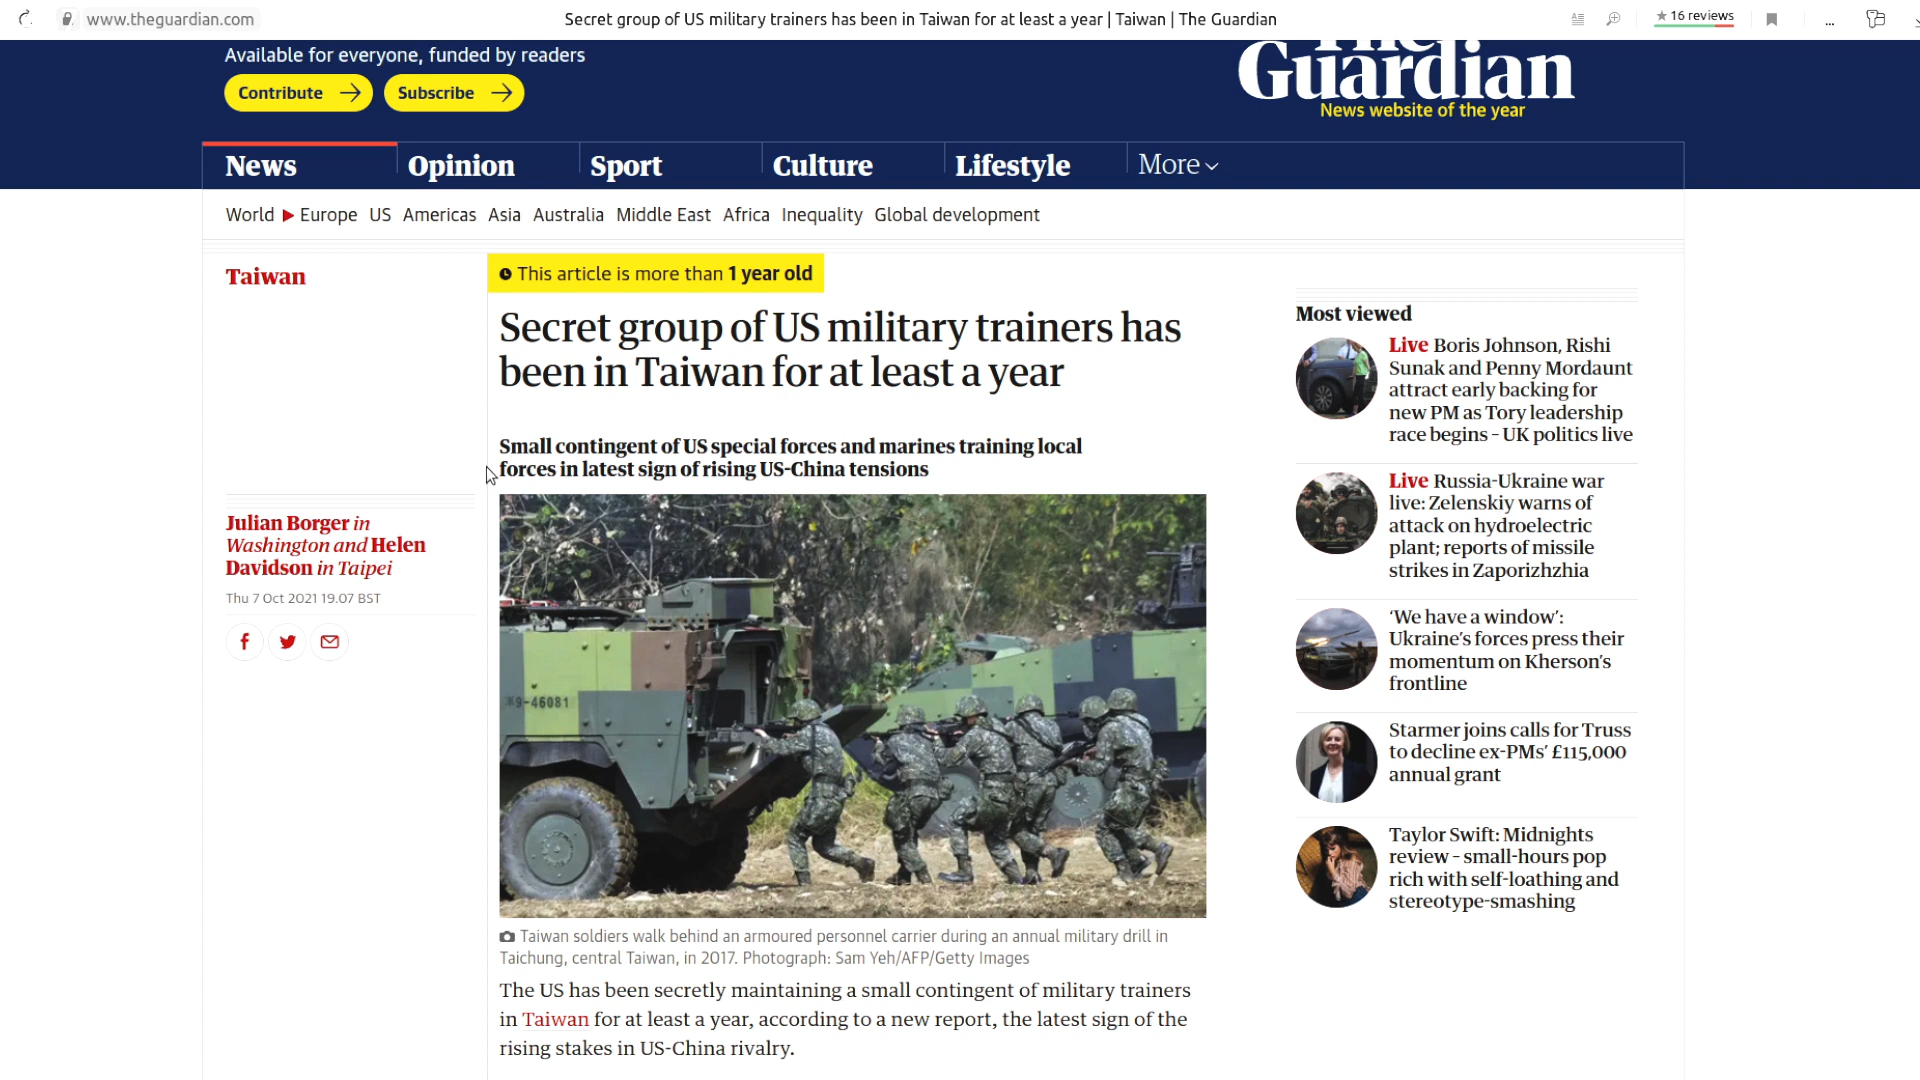 www.theguardian.com
Secret group of US military trainers has been in Taiwan for at least a year | Taiwan | The Guardian
★ 16 reviews
...
Available for everyone, funded by readers
Contribute
Subscribe
The
Guardian
News website of the year
News
Opinion
Sport
Culture
Lifestyle
More
World
Europe
US
Americas
Asia
Australia
Middle East
Africa
Inequality
Global development
Taiwan
This article is more than 1 year old
Secret group of US military trainers has
been in Taiwan for at least a year
Small contingent of US special forces and marines training local
forces in latest sign of rising US-China tensions
Julian Borger in
Washington and Helen
Davidson in Taipei
Thu 7 Oct 2021 19.07 BST
9-46081
Taiwan soldiers walk behind an armoured personnel carrier during an annual military drill in
Taichung, central Taiwan, in 2017. Photograph: Sam Yeh/AFP/Getty Images
The US has been secretly maintaining a small contingent of military trainers
in Taiwan for at least a year, according to a new report, the latest sign of the
rising stakes in US-China rivalry.
Most viewed
Live Boris Johnson, Rishi
Sunak and Penny Mordaunt
attract early backing for
new PM as Tory leadership
race begins – UK politics live
Live Russia-Ukraine war
live: Zelenskiy warns of
attack on hydroelectric
plant; reports of missile
strikes in Zaporizhzhia
‘We have a window’:
Ukraine’s forces press their
momentum on Kherson’s
frontline
Starmer joins calls for Truss
to decline ex-PMs’ £115,000
annual grant
Taylor Swift: Midnights
review – small-hours pop
rich with self-loathing and
stereotype-smashing